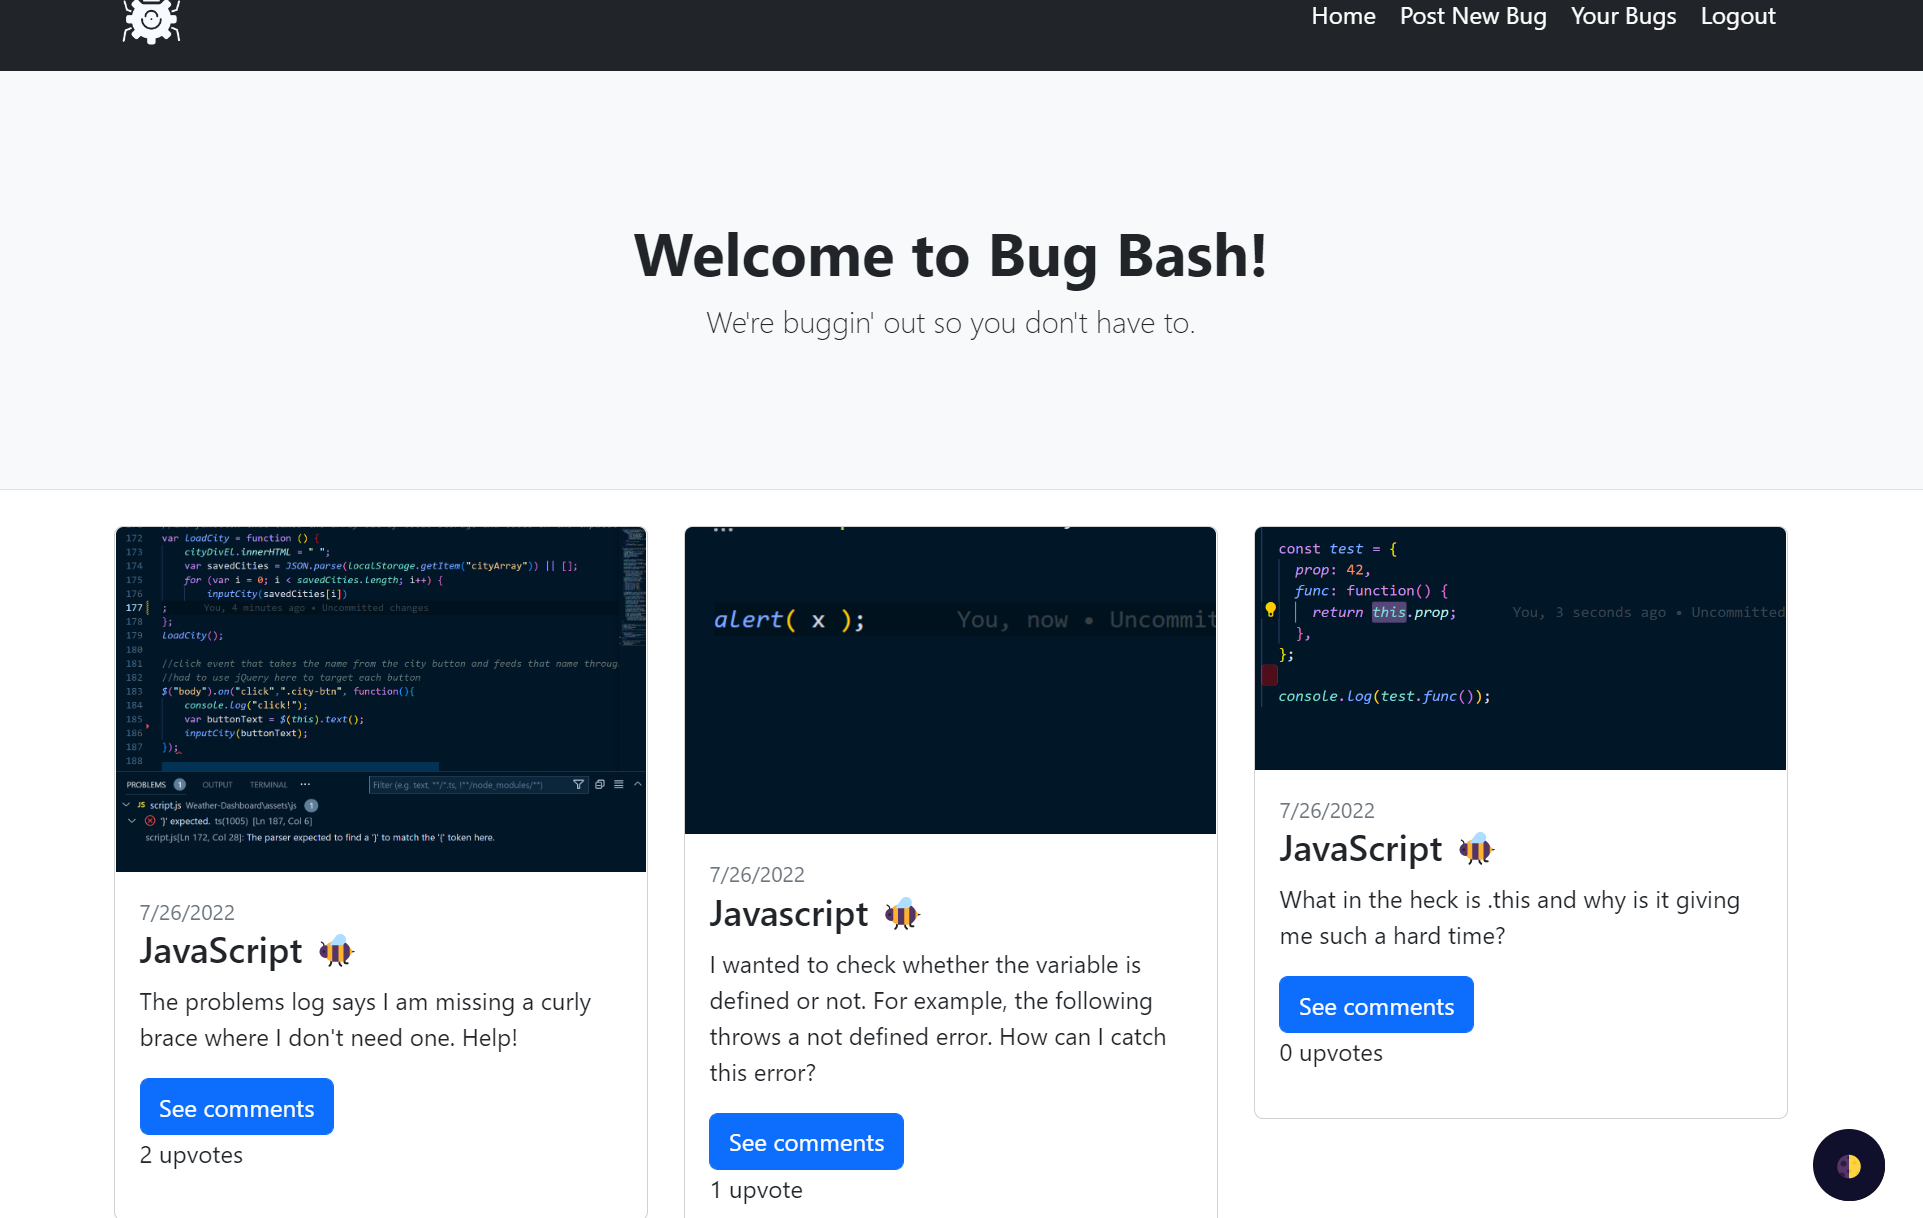 Home Post New Bug Your Bugs Logout
Welcome to Bug Bash!
We're buggin' out so you don't have to.
172 var loadCity = function () {
173 cityDivEl.innerHTML = " ";
174 var savedCities = JSON.parse(localStorage.getItem("cityArray")) || [];
175 for (var i = 0; i < savedCities.length; i++) {
176 inputCity(savedCities[i])
177 ; You, 4 minutes ago • Uncommitted changes
178 };
179 loadCity();
180
181 //click event that takes the name from the city button and feeds that name throug
182 //had to use jQuery here to target each button
183 $("body").on("click",".city-btn", function(){
184 console.log("click!");
185 var buttonText = $(this).text();
186 inputCity(buttonText);
187 });
188
PROBLEMS 1 OUTPUT TERMINAL ··· Filter (e.g. text, **/*.ts, !**/node_modules/**)
JS script.js Weather-Dashboard\assets\js 1
'}' expected. ts(1005) [Ln 187, Col 6]
script.js[Ln 172, Col 28]: The parser expected to find a '}' to match the '{' token here.
7/26/2022
JavaScript
The problems log says I am missing a curly
brace where I don't need one. Help!
See comments
2 upvotes
alert( x ); You, now • Uncommit
7/26/2022
Javascript
I wanted to check whether the variable is
defined or not. For example, the following
throws a not defined error. How can I catch
this error?
See comments
1 upvote
const test = {
prop: 42,
func: function() {
return this.prop; You, 3 seconds ago • Uncommitted
},
};
console.log(test.func());
7/26/2022
JavaScript
What in the heck is .this and why is it giving
me such a hard time?
See comments
0 upvotes